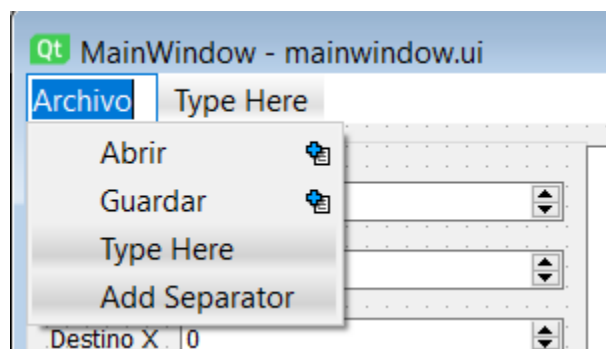 Qt MainWindow - mainwindow.ui
Archivo Type Here
Abrir
Guardar
Type Here
Add Separator
Destino X 0